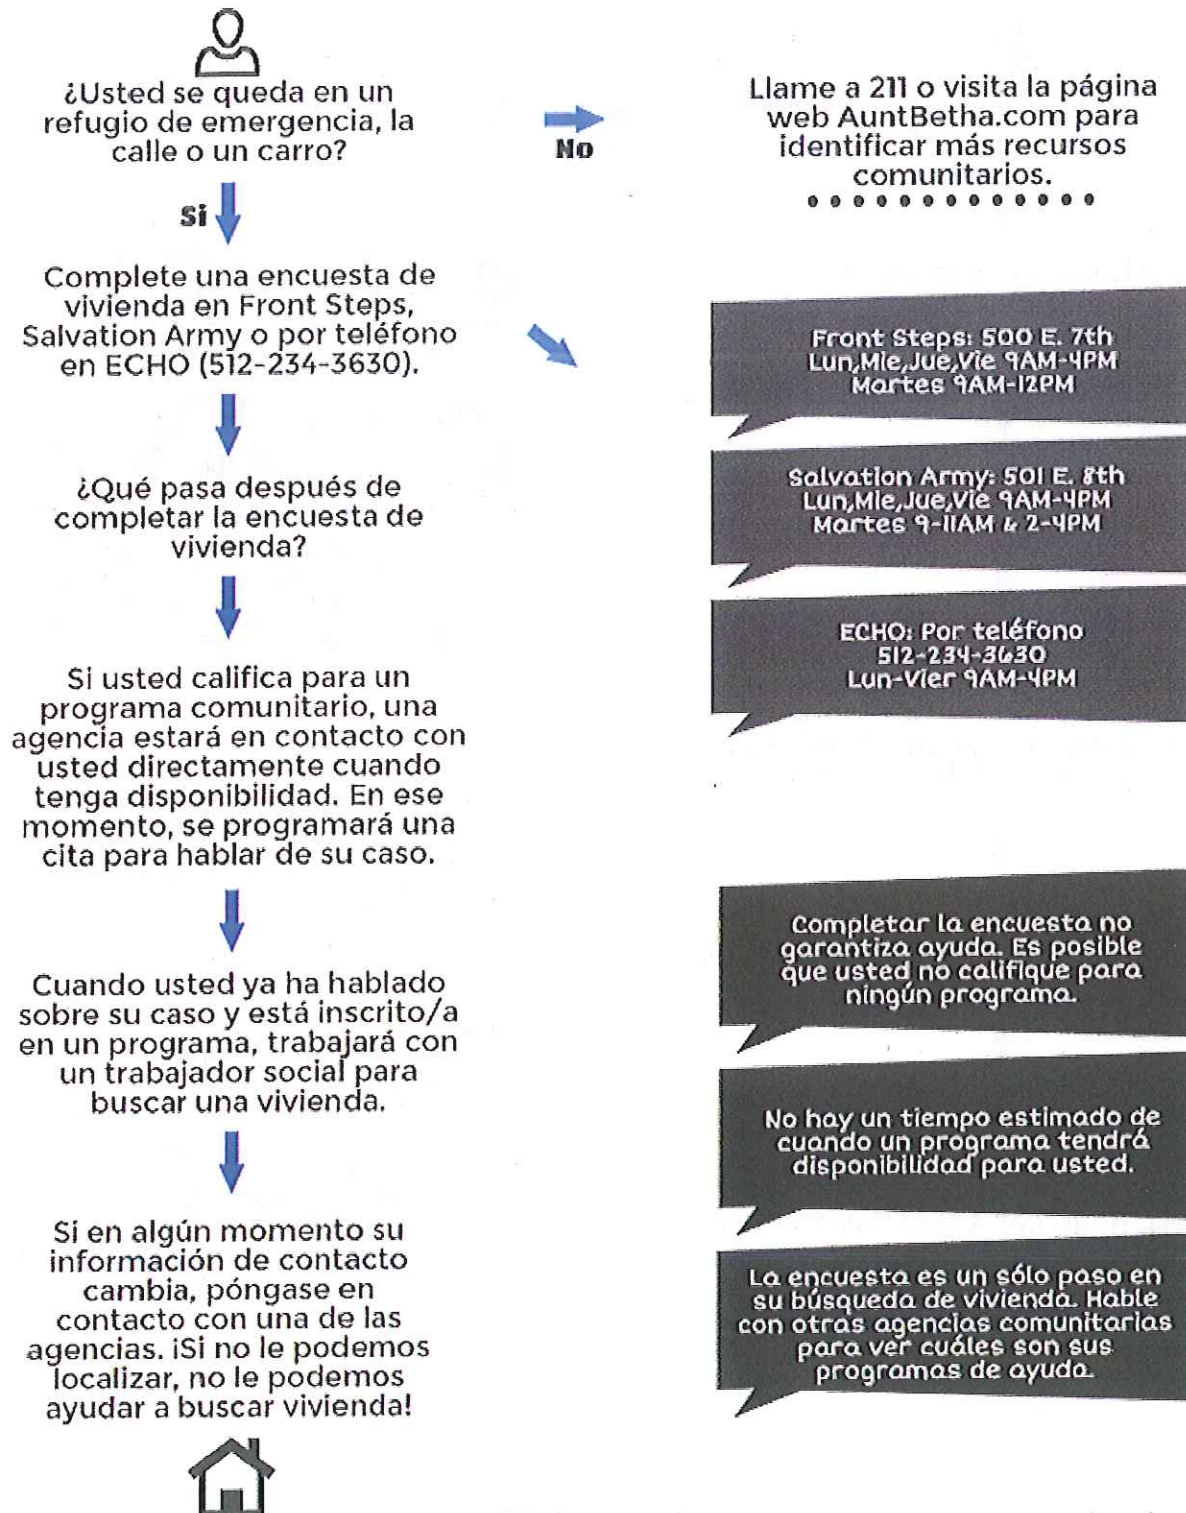 ¿Usted se queda en un
refugio de emergencia, la
calle o un carro?
No
Llame a 211 o visita la página
web AuntBetha.com para
identificar más recursos
comunitarios.
Si
Complete una encuesta de
vivienda en Front Steps,
Salvation Army o por teléfono
en ECHO (512-234-3630).
Front Steps: 500 E. 7th
Lun,Mie,Jue,Vie 9AM-4PM
Martes 9AM-12PM
Salvation Army: 501 E. 8th
Lun,Mie,Jue,Vie 9AM-4PM
Martes 9-11AM & 2-4PM
ECHO: Por teléfono
512-234-3630
Lun-Vier 9AM-4PM
¿Qué pasa después de
completar la encuesta de
vivienda?
Si usted califica para un
programa comunitario, una
agencia estará en contacto con
usted directamente cuando
tenga disponibilidad. En ese
momento, se programará una
cita para hablar de su caso.
Completar la encuesta no
garantiza ayuda. Es posible
que usted no califique para
ningún programa.
Cuando usted ya ha hablado
sobre su caso y está inscrito/a
en un programa, trabajará con
un trabajador social para
buscar una vivienda.
No hay un tiempo estimado de
cuando un programa tendrá
disponibilidad para usted.
Si en algún momento su
información de contacto
cambia, póngase en
contacto con una de las
agencias. ¡Si no le podemos
localizar, no le podemos
ayudar a buscar vivienda!
La encuesta es un sólo paso en
su búsqueda de vivienda. Hable
con otras agencias comunitarias
para ver cuáles son sus
programas de ayuda.